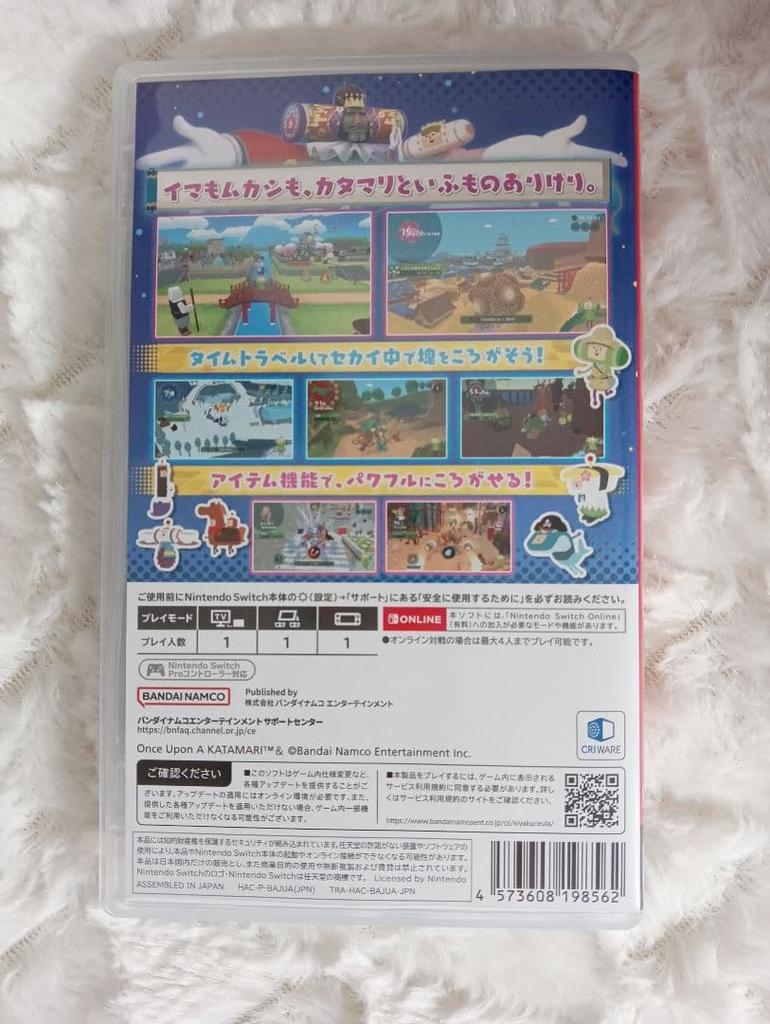 イマもムカシも、カタマリといふものありけり。
タイムトラベルしてセカイ中で塊をころがそう!
アイテム機能で、パワフルにころがせる!
ご使用前にNintendo Switch本体の(設定)→「サポート」にある「安全に使用するために」を必ずお読みください。
プレイモード
TV
プレイ人数
1
1
1
ONLINE
本ソフトには、「Nintendo Switch Online」
(有料)への加入が必要なモードや機能があります。
●オンライン対戦の場合は最大4人までプレイ可能です。
Nintendo Switch
Proコントローラー対応
BANDAI NAMCO
Published by
株式会社バンダイナムコ エンターテインメント
バンダイナムコエンターテインメントサポートセンター
https://bnfaq.channel.or.jp/ce
CRIWARE
Once Upon A KATAMARI™& ©Bandai Namco Entertainment Inc.
ご確認ください
■このソフトはゲーム内仕様変更など、
各種アップデートを提供することがご
ざいます。アップデートの適用にはオンライン環境が必要です。また、
提供した各種アップデートを適用いただけない場合、ゲーム内一部機
能をご利用いただけなくなる可能性がございます。
■本製品をプレイするには、ゲーム内に表示される
サービス利用規約に同意する必要があります。詳し
くはサービス利用規約のサイトをご確認ください。
https://www.bandainamcoent.co.jp/cs/kiyaku/eula/
本品には知的財産権を保護するセキュリティが組み込まれています。任天堂の許諾がない装置やソフトウェアの
使用により、本品やNintendo Switch本体の起動やオンライン接続ができなくなる可能性があります。
本品は日本国内だけの販売とし、また商業目的の使用や無断複製および賃貸は禁止されています。
Nintendo Switchのロゴ・Nintendo Switchは任天堂の商標です。 Licensed by Nintendo
ASSEMBLED IN JAPAN HAC-P-BAJUA(JPN) TRA-HAC-BAJUA-JPN
4 573608 198562